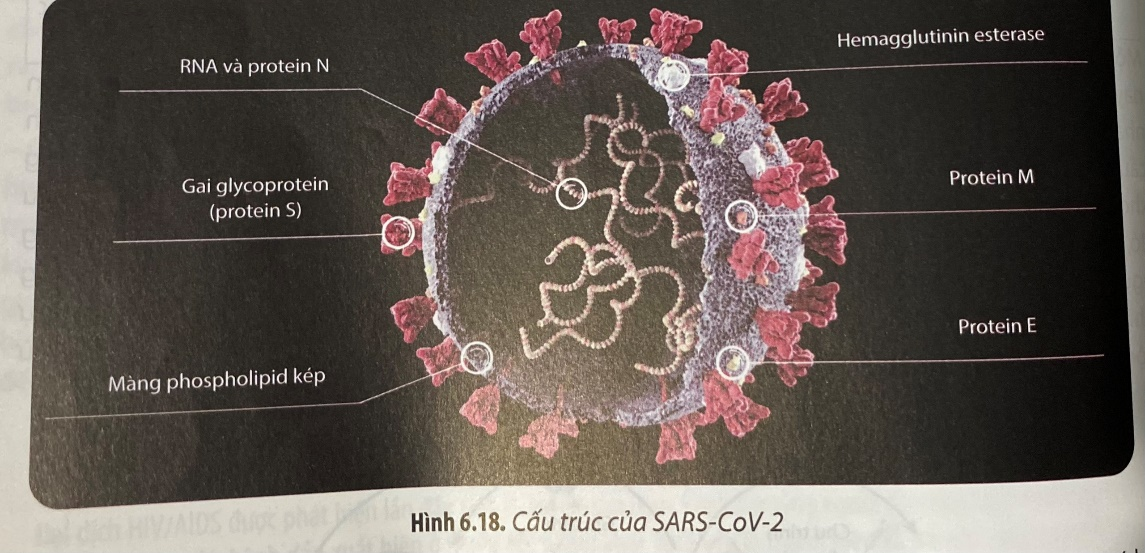 RNA và protein N
Hemagglutinin esterase
Gai glycoprotein
(protein S)
Protein M
Màng phospholipid kép
Protein E
Hình 6.18. Cấu trúc của SARS-CoV-2